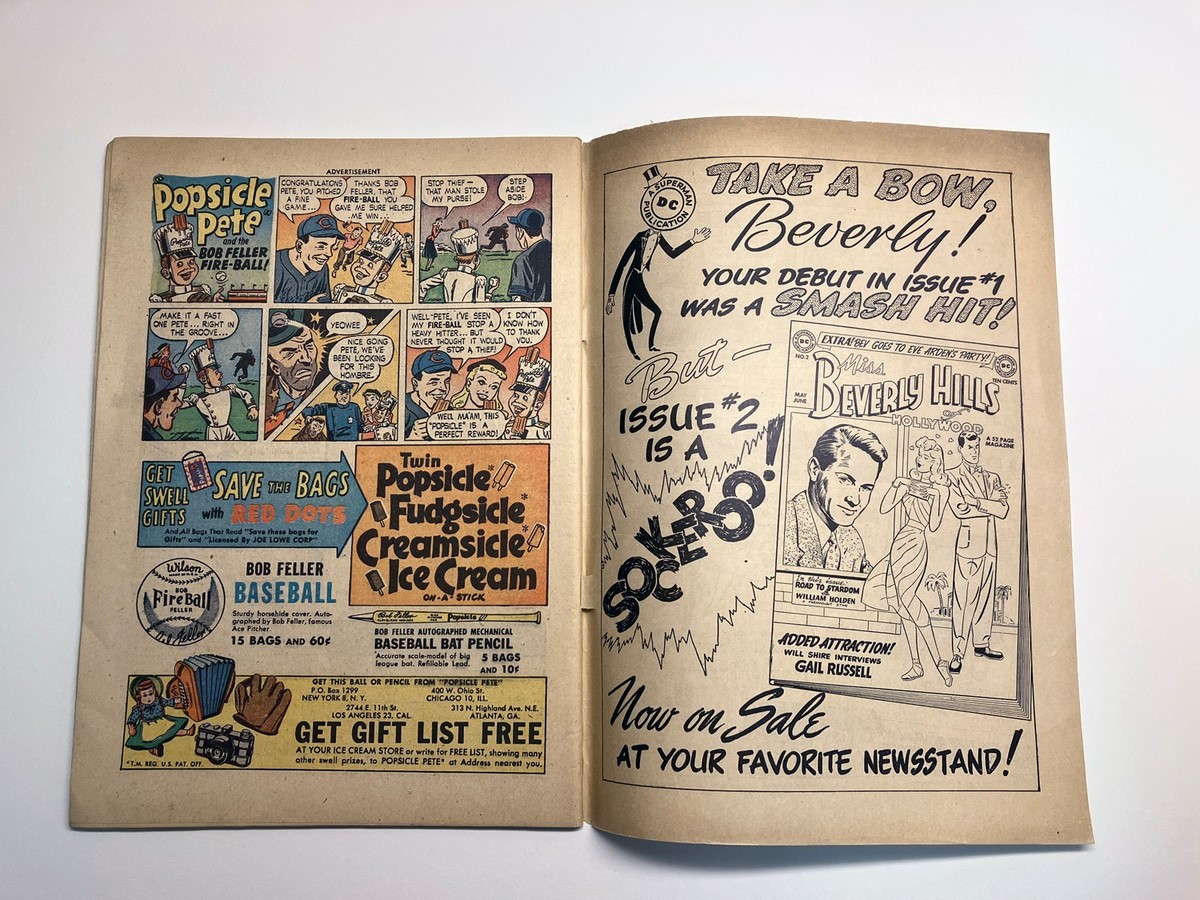 ADVERTISEMENT
"Popsicle
Pete"
and the
BOB FELLER
FIRE-BALL!
CONGRATULATIONS
PETE, YOU PITCHED
A FINE
GAME...
THANKS BOB
FELLER, THAT
FIRE-BALL YOU
GAVE ME SURE HELPED
ME WIN...
STOP THIEF—
THAT MAN STOLE
MY PURSE!
STEP
ASIDE
BOB!
MAKE IT A FAST
ONE PETE... RIGHT IN
THE GROOVE...
YEOWEE
NICE GOING
PETE, WE'VE
BEEN LOOKING
FOR THIS
HOMBRE..
WELL-PETE, I'VE SEEN
MY FIRE-BALL STOP A
HEAVY HITTER... BUT
NEVER THOUGHT IT WOULD
STOP A THIEF!
I DON'T
KNOW HOW
TO THANK
YOU.
WELL MA'AM, THIS
"POPSICLE" IS A
PERFECT REWARD!
GET
SWELL
GIFTS
SAVE THE BAGS
with RED DOTS
And All Bags That Read "Save these bags for
Gifts" and "Licensed By JOE LOWE CORP"
Twin
Popsicle*
Fudgsicle*
Creamsicle*
Ice Cream
ON-A-STICK
Wilson
BOB
Fire Ball
FELLER
Bob Feller
BOB FELLER
BASEBALL
Sturdy horsehide cover. Auto-
graphed by Bob Feller, famous
Ace Pitcher.
15 BAGS AND 60¢
Bob Feller
Popsicle
BOB FELLER AUTOGRAPHED MECHANICAL
BASEBALL BAT PENCIL
Accurate scale-model of big
league bat. Refillable Lead.
5 BAGS
AND 10¢
GET THIS BALL OR PENCIL FROM "POPSICLE PETE"
P.O. Box 1299
NEW YORK 8, N. Y.
400 W. Ohio St.
CHICAGO 10, ILL.
2744 E. 11th St.
LOS ANGELES 23, CAL.
313 N. Highland Ave. N.E.
ATLANTA, GA.
GET GIFT LIST FREE
AT YOUR ICE CREAM STORE or write for FREE LIST, showing many
other swell prizes, to POPSICLE PETE* at Address nearest you.
*T.M. REG. U.S. PAT. OFF.
A SUPERMAN
DC
PUBLICATION
TAKE A BOW,
Beverly!
YOUR DEBUT IN ISSUE #1
WAS A SMASH HIT!
But—
ISSUE #2
IS A
SOCKEROO!
EXTRA! BEV GOES TO EVE ARDEN'S PARTY!
NO. 2
MAY
JUNE
TEN CENTS
Miss
BEVERLY HILLS
OF
HOLLYWOOD
A 52 PAGE
MAGAZINE
In this issue!
ROAD TO STARDOM
WILLIAM HOLDEN
ADDED ATTRACTION!
WILL SHIRE INTERVIEWS
GAIL RUSSELL
Now on Sale
AT YOUR FAVORITE NEWSSTAND!